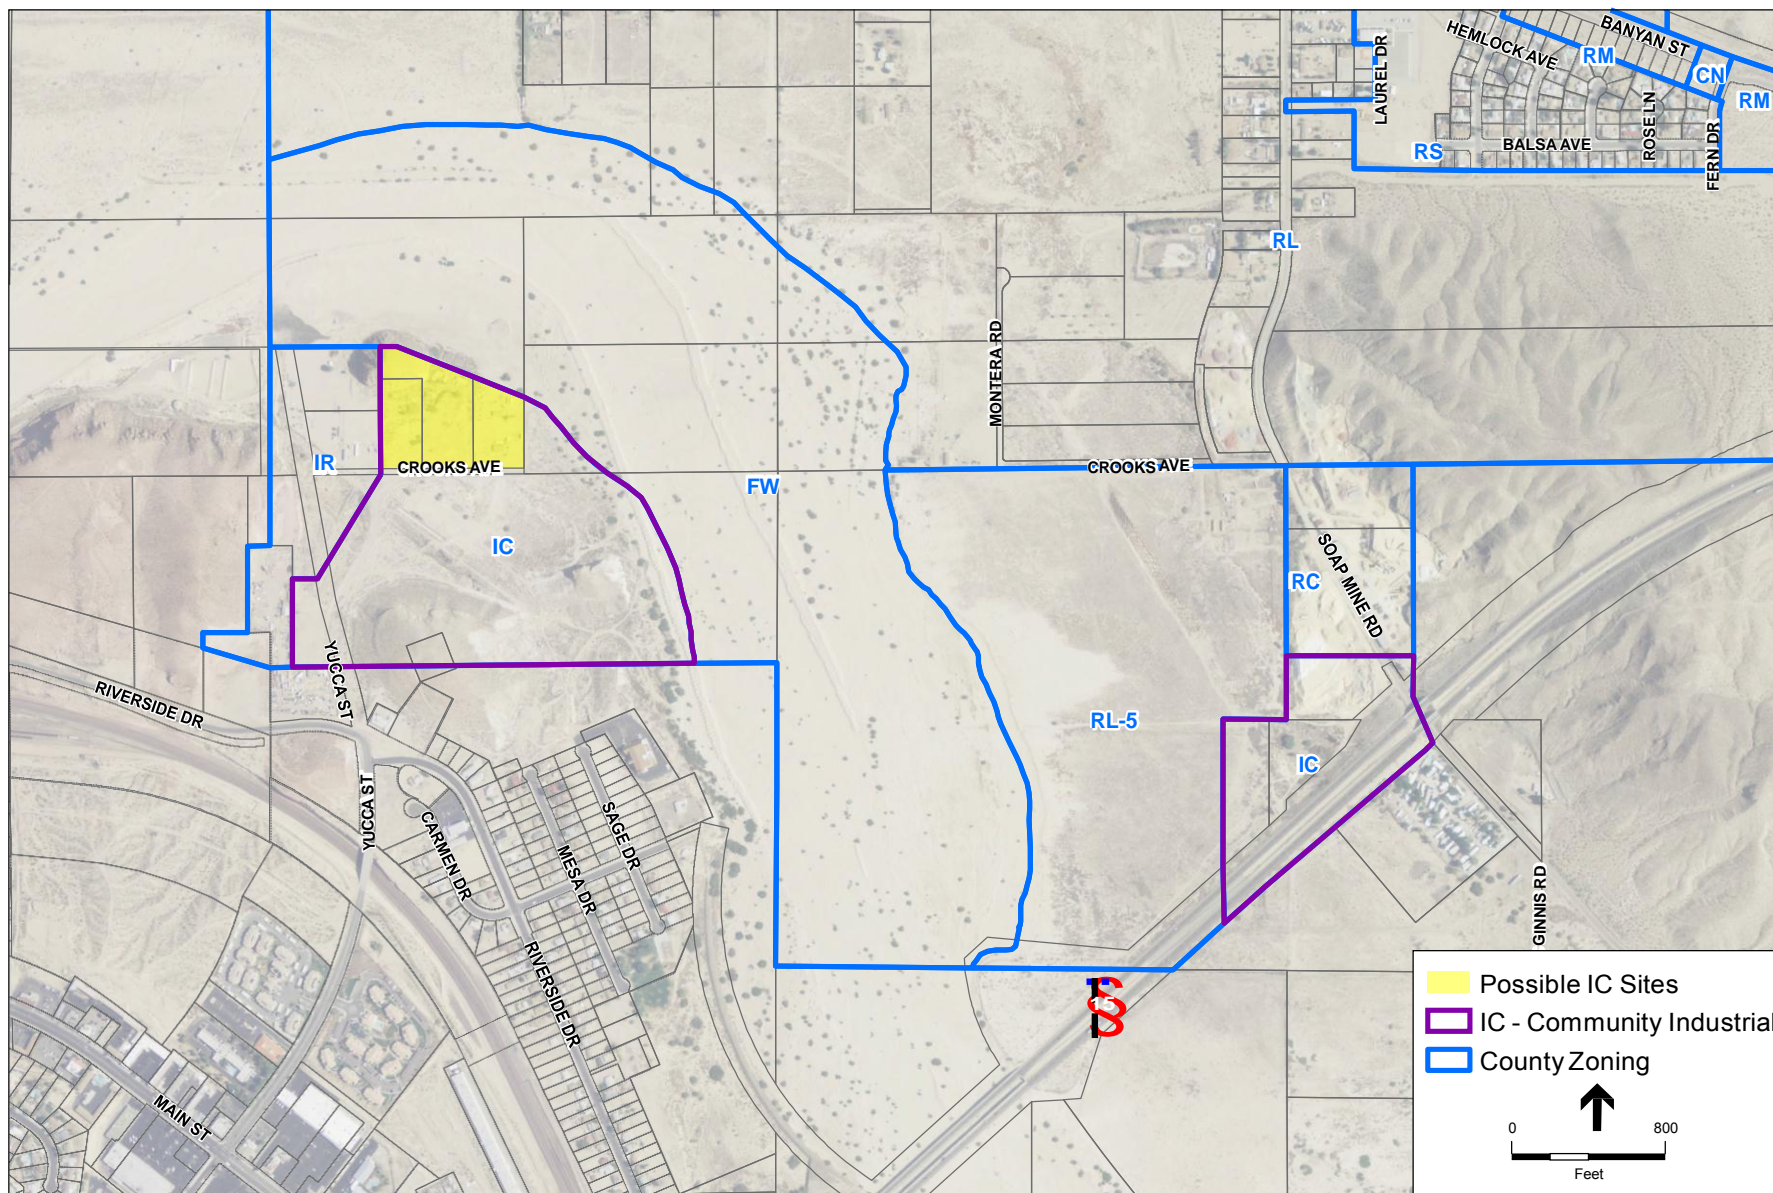 BANYAN ST
HEMLOCK AVE
RM
LAUREL DR
CN
RM
ROSE LN
BALSA AVE
RS
FERN DR
RL
MONTERA RD
IR
CROOKS AVE
CROOKS AVE
FW
IC
SOAP MINE RD
RC
YUCCA ST
RIVERSIDE DR
RL-5
IC
YUCCA ST
CARMEN DR
MESA DR
SAGE DR
GINNIS RD
RIVERSIDE DR
15
MAIN ST
Possible IC Sites
IC - Community Industrial
County Zoning
0 800
Feet